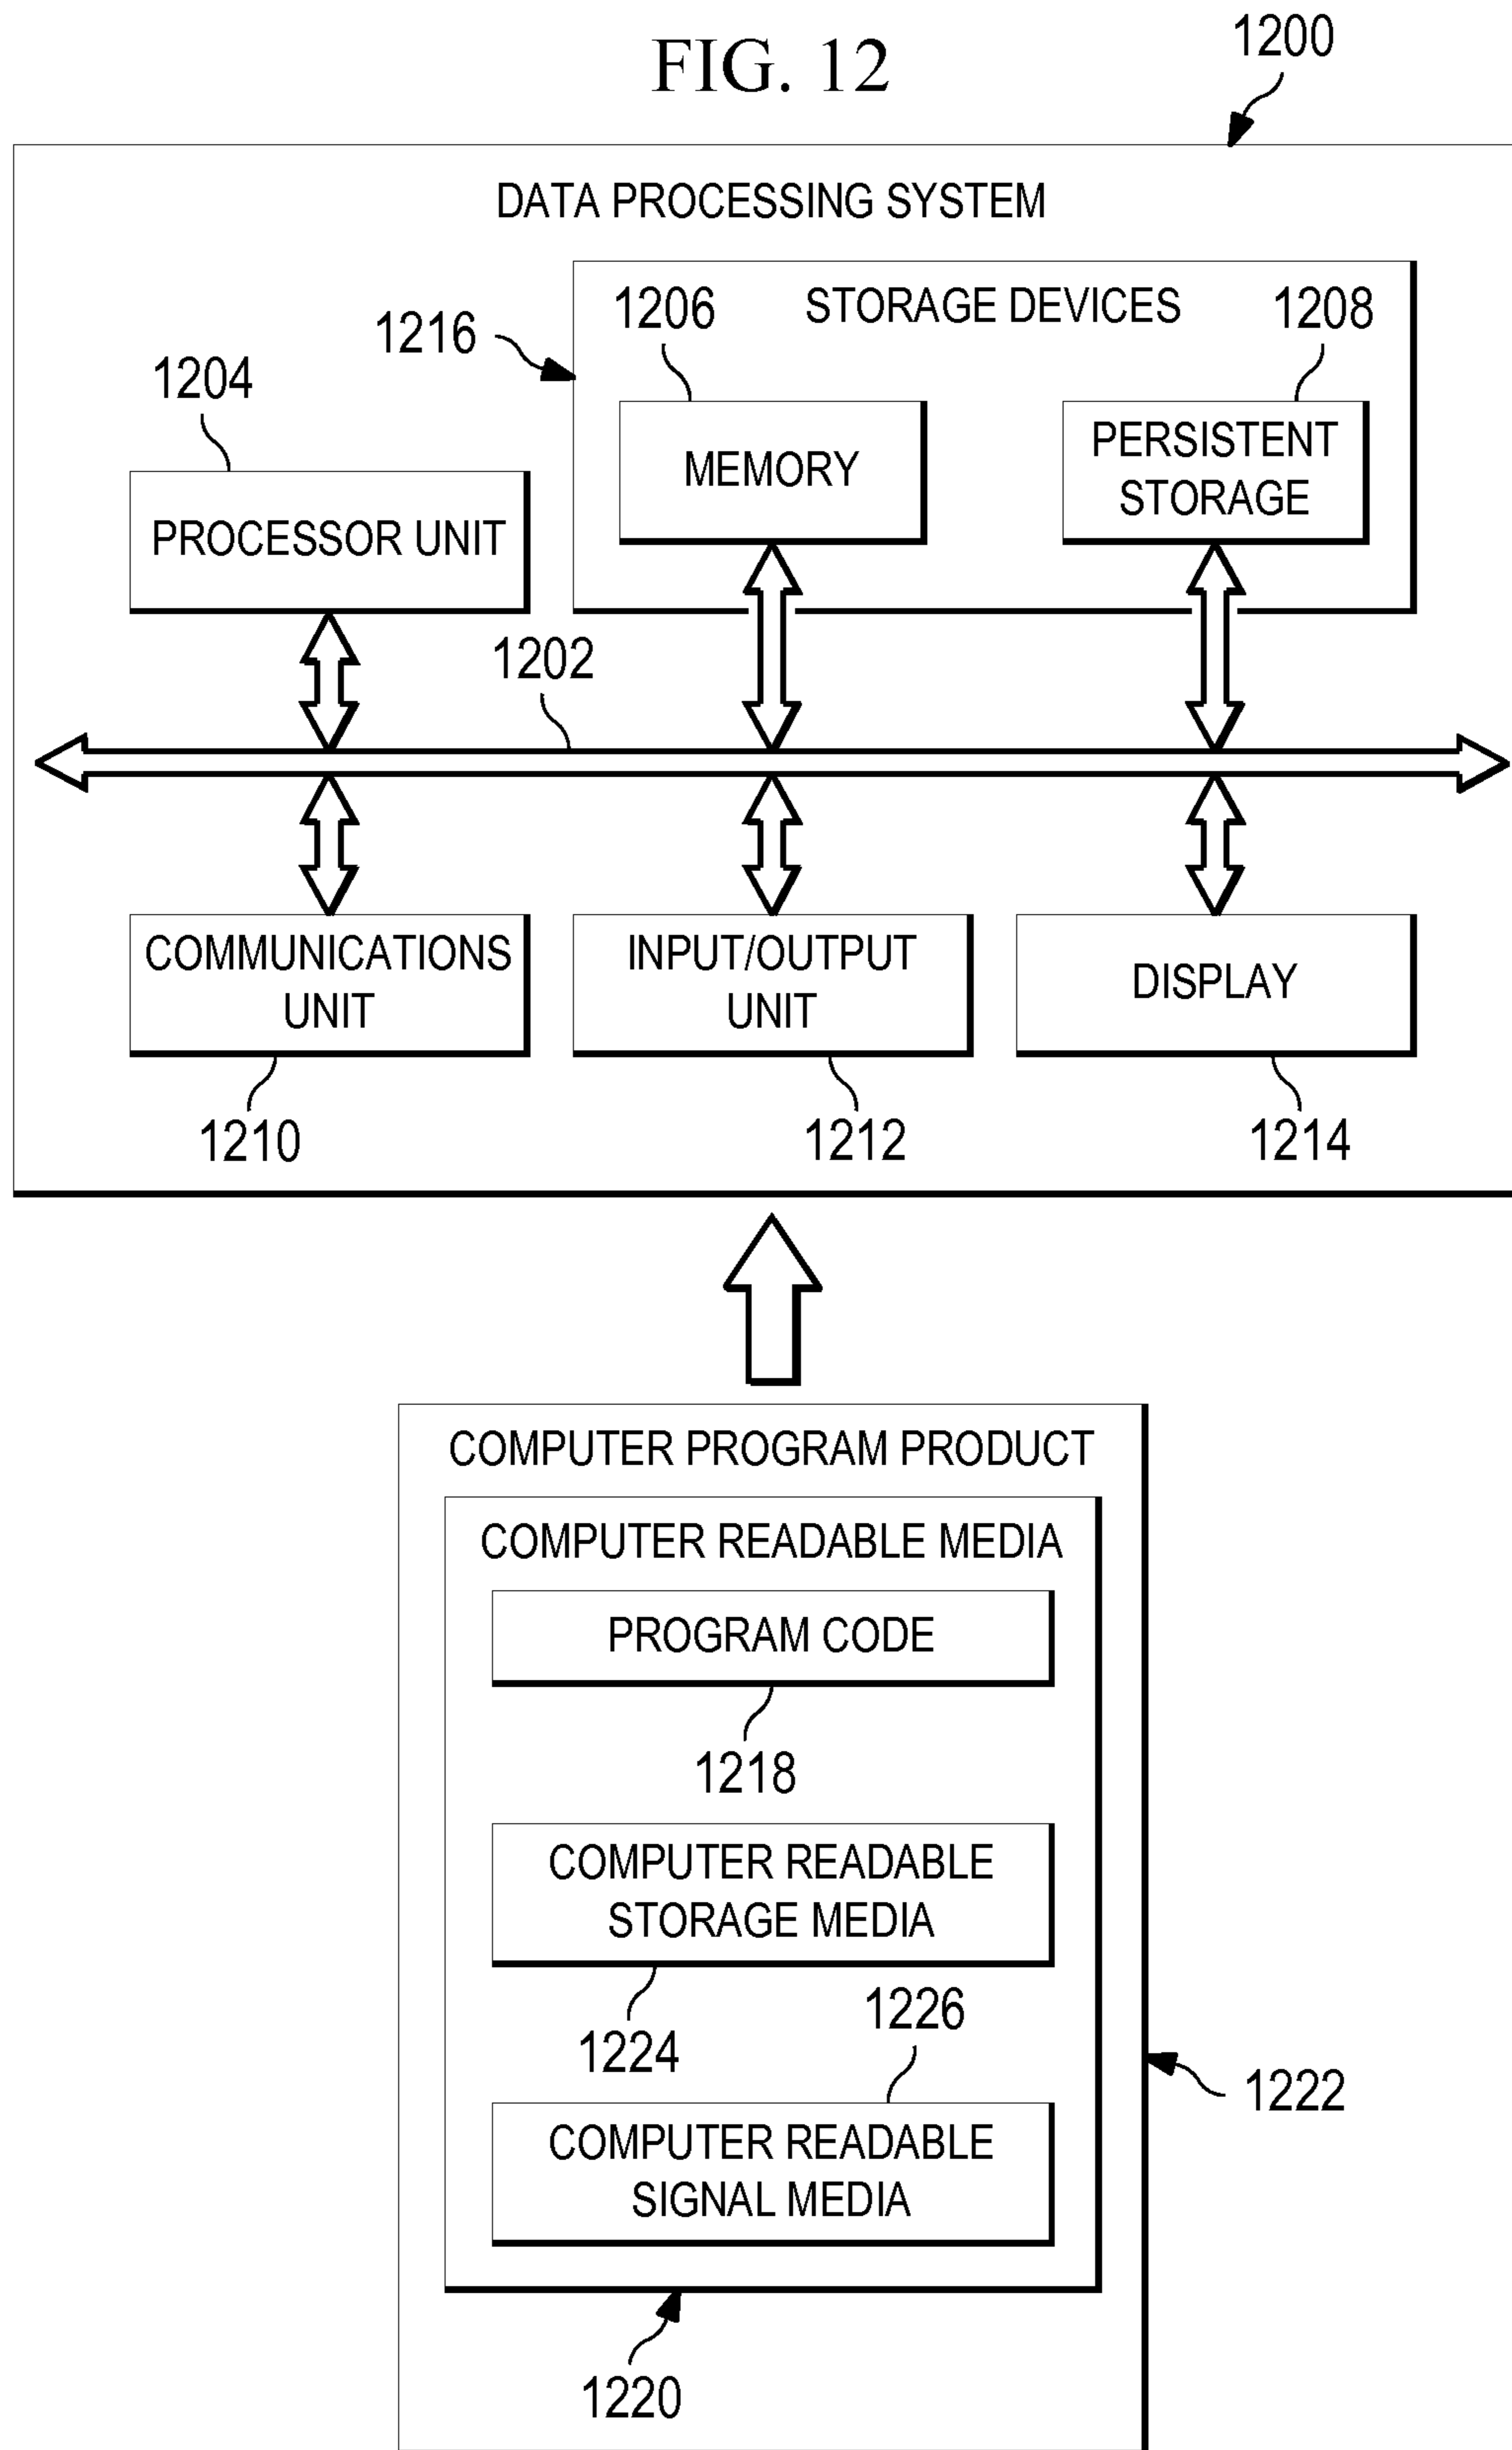 FIG. 12
1200
DATA PROCESSING SYSTEM
1216
1206
STORAGE DEVICES
1208
1204
MEMORY
PERSISTENT
STORAGE
PROCESSOR UNIT
1202
COMMUNICATIONS
UNIT
INPUT/OUTPUT
UNIT
DISPLAY
1210
1212
1214
COMPUTER PROGRAM PRODUCT
COMPUTER READABLE MEDIA
PROGRAM CODE
1218
COMPUTER READABLE
STORAGE MEDIA
1224
1226
COMPUTER READABLE
SIGNAL MEDIA
1222
1220